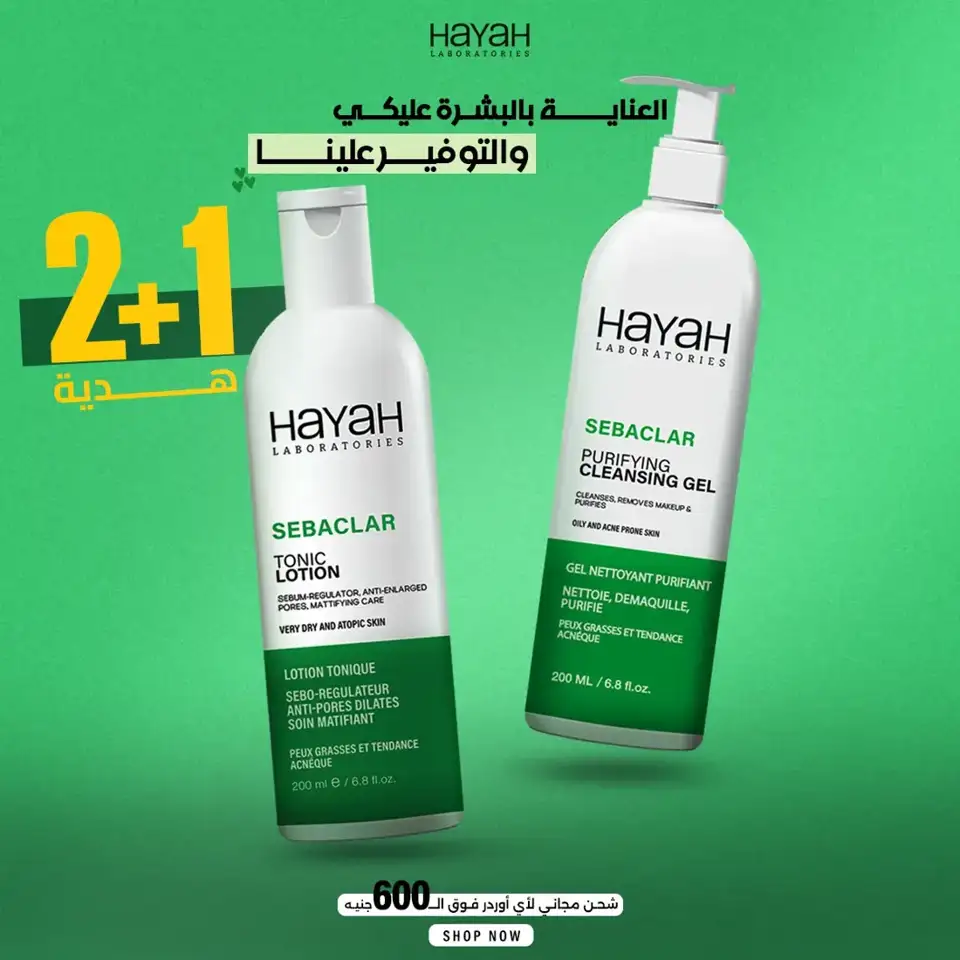 HAYAH
LABORATORIES
العناية بالبشرة عليكي
والتوفير علينا
2+1
هدية
HAYAH
LABORATORIES
SEBACLAR
TONIC
LOTION
SEBUM-REGULATOR, ANTI-ENLARGED
PORES, MATTIFYING CARE
VERY DRY AND ATOPIC SKIN
LOTION TONIQUE
SEBO-REGULATEUR
ANTI-PORES DILATES
SOIN MATIFIANT
PEUX GRASSES ET TENDANCE
ACNÉQUE
200 ml e / 6.8 fl.oz.
HAYAH
LABORATORIES
SEBACLAR
PURIFYING
CLEANSING GEL
CLEANSES, REMOVES MAKEUP &
PURIFIES
OILY AND ACNE PRONE SKIN
GEL NETTOYANT PURIFIANT
NETTOIE, DEMAQUILLE,
PURIFIE
PEUX GRASSES ET TENDANCE
ACNÉQUE
200 ML / 6.8 fl.oz.
شحن مجاني لأي أوردر فوق الـ 600 جنيه
SHOP NOW